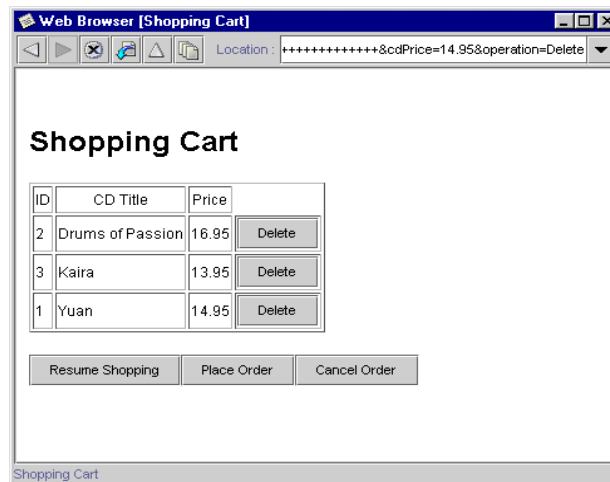 Web Browser [Shopping Cart]
Location : +++++++++++++&cdPrice=14.95&operation=Delete
Shopping Cart
ID CD Title Price
2 Drums of Passion 16.95 Delete
3 Kaira 13.95 Delete
1 Yuan 14.95 Delete
Resume Shopping Place Order Cancel Order
Shopping Cart